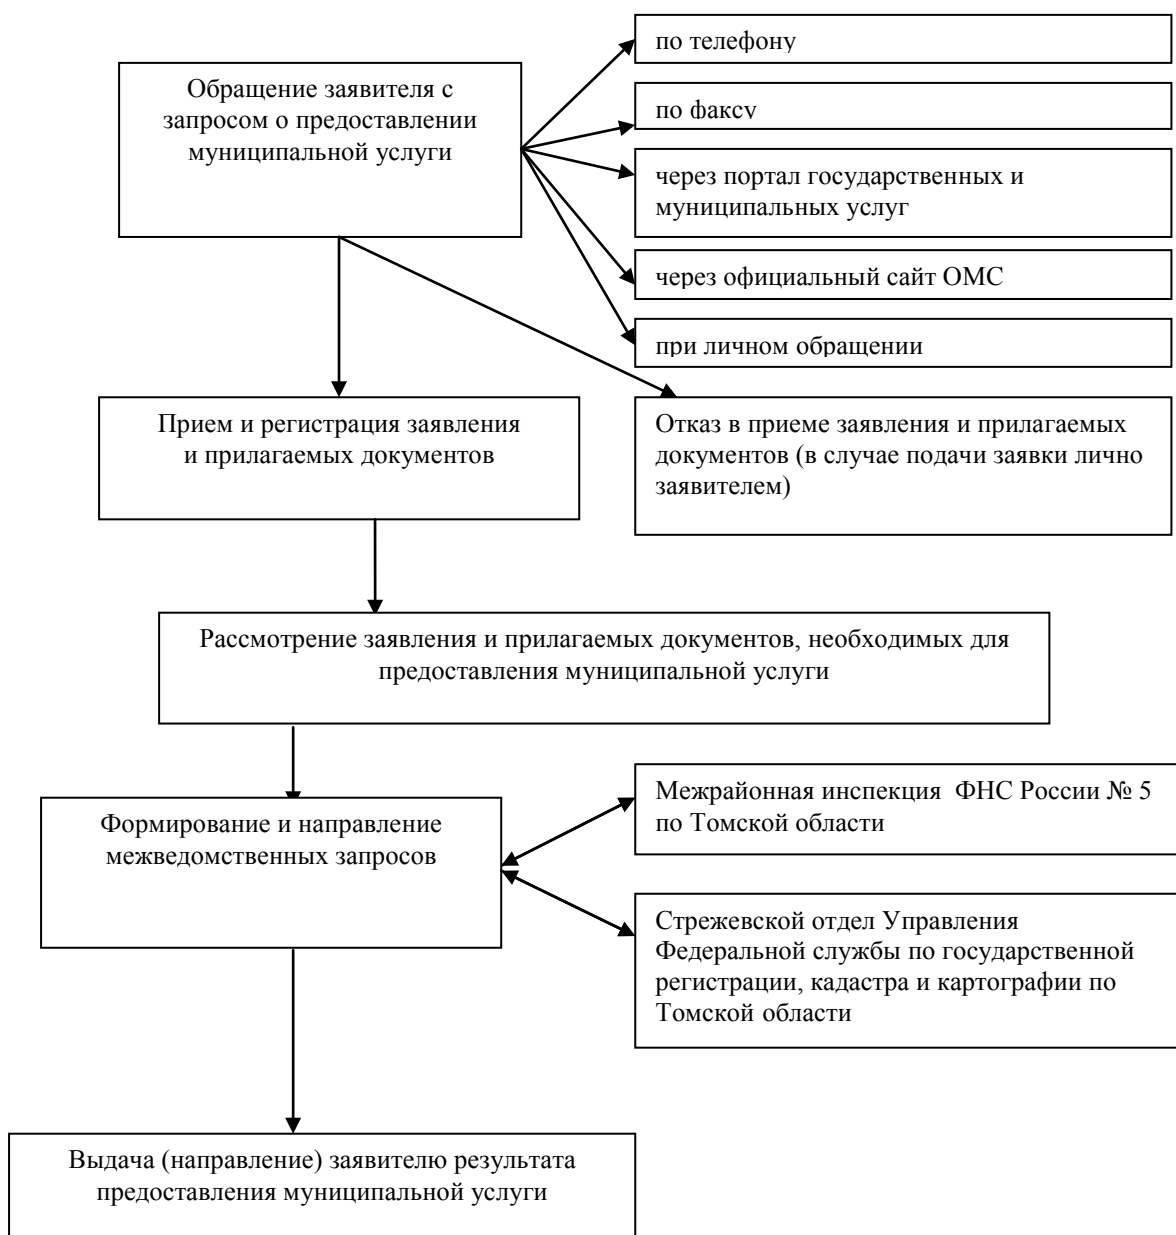 Обращение заявителя с
запросом о предоставлении
муниципальной услуги
по телефону
по факсу
через портал государственных и
муниципальных услуг
через официальный сайт ОМС
при личном обращении
Прием и регистрация заявления
и прилагаемых документов
Отказ в приеме заявления и прилагаемых
документов (в случае подачи заявки лично
заявителем)
Рассмотрение заявления и прилагаемых документов, необходимых для
предоставления муниципальной услуги
Формирование и направление
межведомственных запросов
Межрайонная инспекция ФНС России № 5
по Томской области
Стрежевской отдел Управления
Федеральной службы по государственной
регистрации, кадастра и картографии по
Томской области
Выдача (направление) заявителю результата
предоставления муниципальной услуги